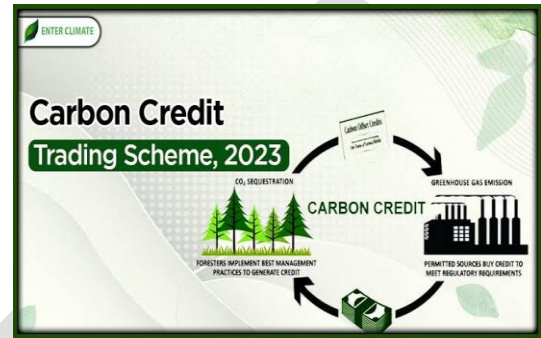 ENTER CLIMATE
Carbon Credit
Trading Scheme, 2023
Carbon Offset Credits
CO₂ SEQUESTRATION
GREENHOUSE GAS EMISSION
CARBON CREDIT
FORESTERS IMPLEMENT BEST MANAGEMENT
PRACTICES TO GENERATE CREDIT
PERMITTED SOURCES BUY CREDIT TO
MEET REGULATORY REQUIREMENTS